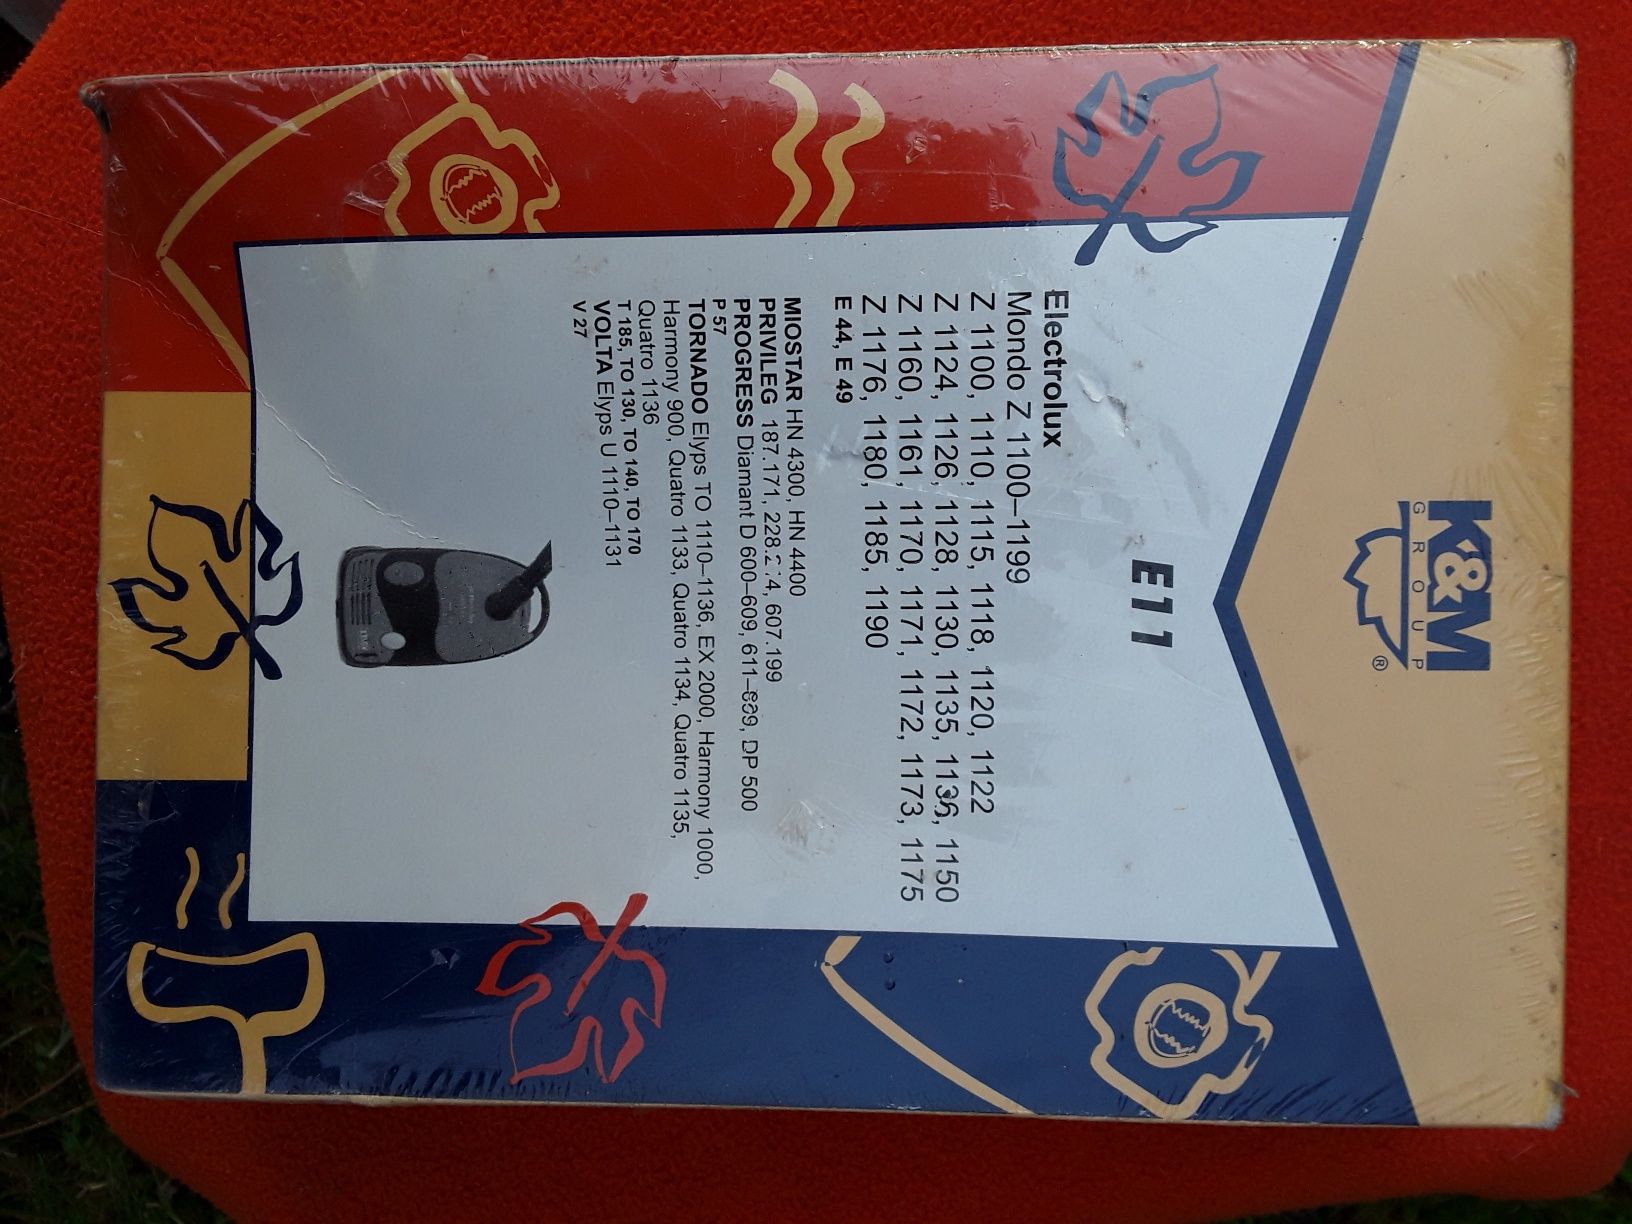 K&M
GROUP
®
E11
Electrolux
Mondo Z 1100–1199
Z 1100, 1110, 1115, 1118, 1120, 1122
Z 1124, 1126, 1128, 1130, 1135, 1136, 1150
Z 1160, 1161, 1170, 1171, 1172, 1173, 1175
Z 1176, 1180, 1185, 1190
E 44, E 49
MIOSTAR HN 4300, HN 4400
PRIVILEG 187.171, 607.199
PROGRESS Diamant D 600–609, DP 500
P 57
TORNADO Elyps TO 1110–1136, EX 2000, Harmony 1000,
Harmony 900, Quatro 1133, Quatro 1134, Quatro 1135,
Quatro 1136
T 185, TO 130, TO 140, TO 170
VOLTA Elyps U 1110–1131
V 27